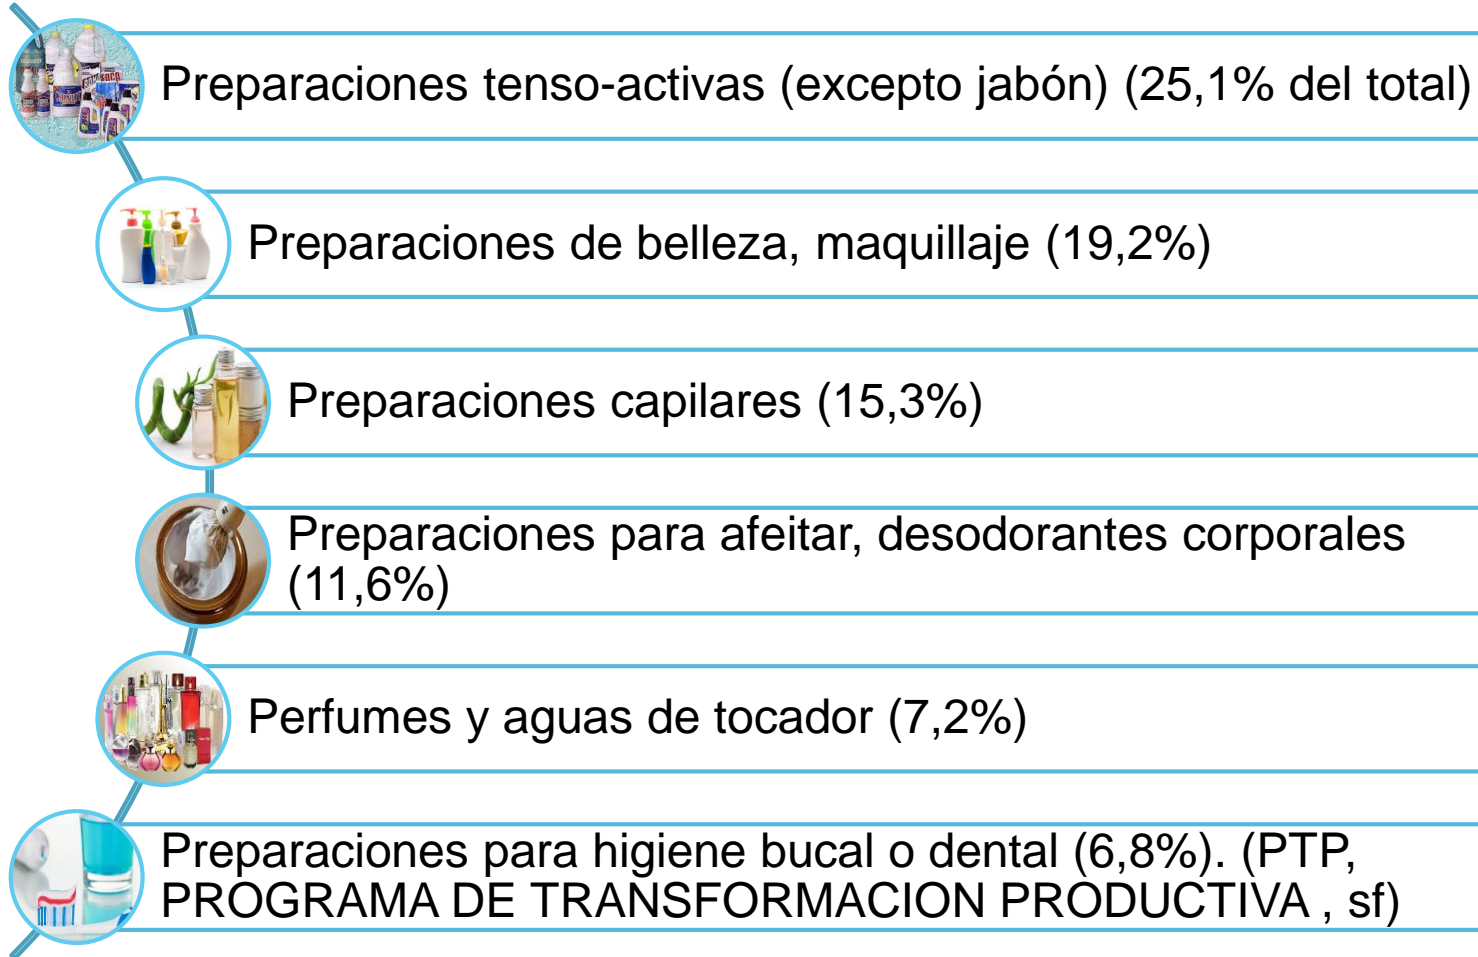 Preparaciones tenso-activas (excepto jabón) (25,1% del total)
Preparaciones de belleza, maquillaje (19,2%)
Preparaciones capilares (15,3%)
Preparaciones para afeitar, desodorantes corporales
(11,6%)
Perfumes y aguas de tocador (7,2%)
Preparaciones para higiene bucal o dental (6,8%). (PTP,
PROGRAMA DE TRANSFORMACION PRODUCTIVA , sf)